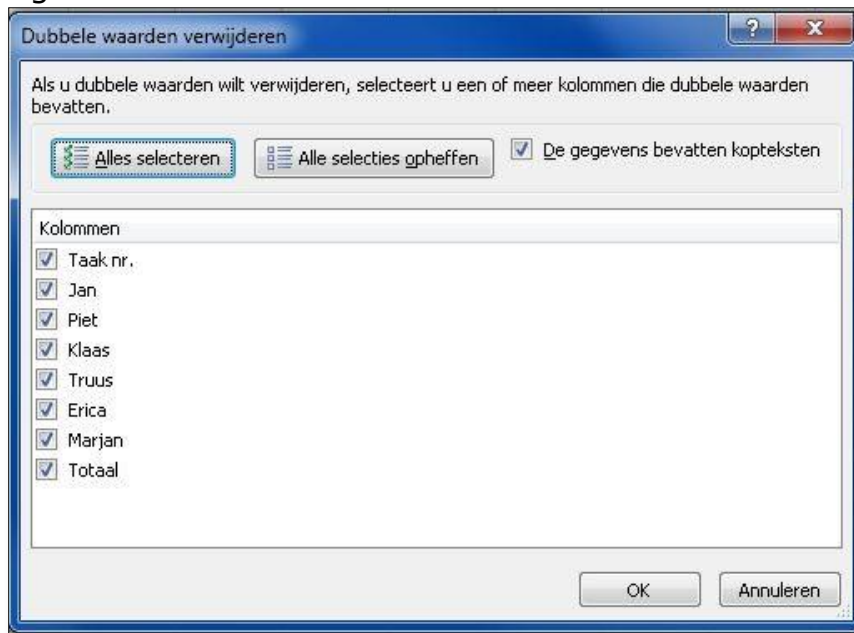 Dubbele waarden verwijderen
Als u dubbele waarden wilt verwijderen, selecteert u een of meer kolommen die dubbele waarden
bevatten.
Alles selecteren
Alle selecties opheffen
De gegevens bevatten kopteksten
Kolommen
Taak nr.
Jan
Piet
Klaas
Truus
Erica
Marjan
Totaal
OK
Annuleren